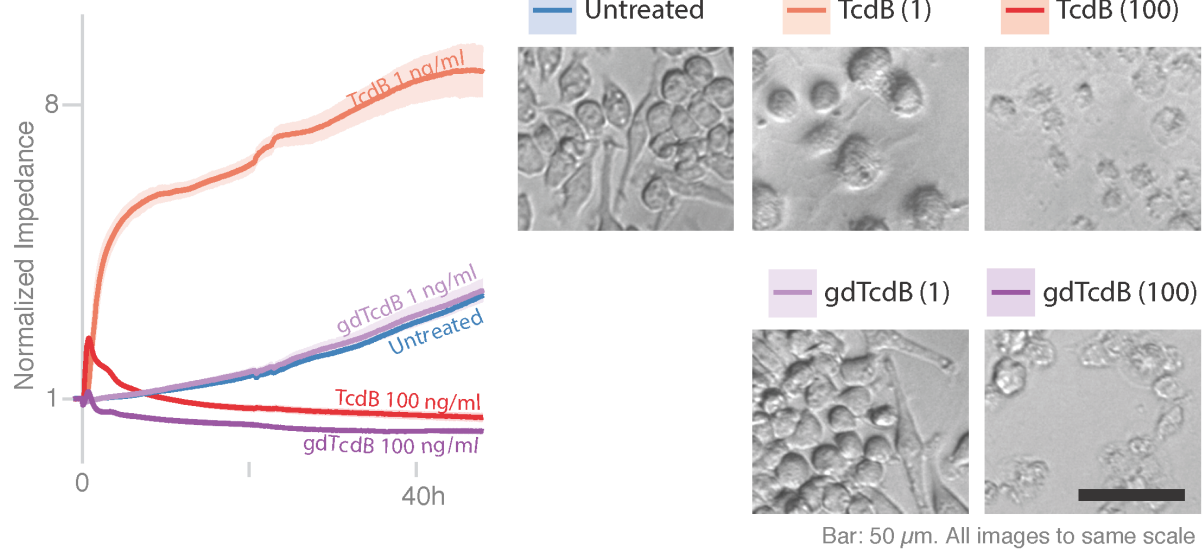 Untreated
TcdB (1)
TcdB (100)
8
1
Normalized Impedance
TcdB 1 ng/ml
gdTcdB 1 ng/ml
Untreated
TcdB 100 ng/ml
gdTcdB 100 ng/ml
0
40h
gdTcdB (1)
gdTcdB (100)
Bar: 50 µm. All images to same scale